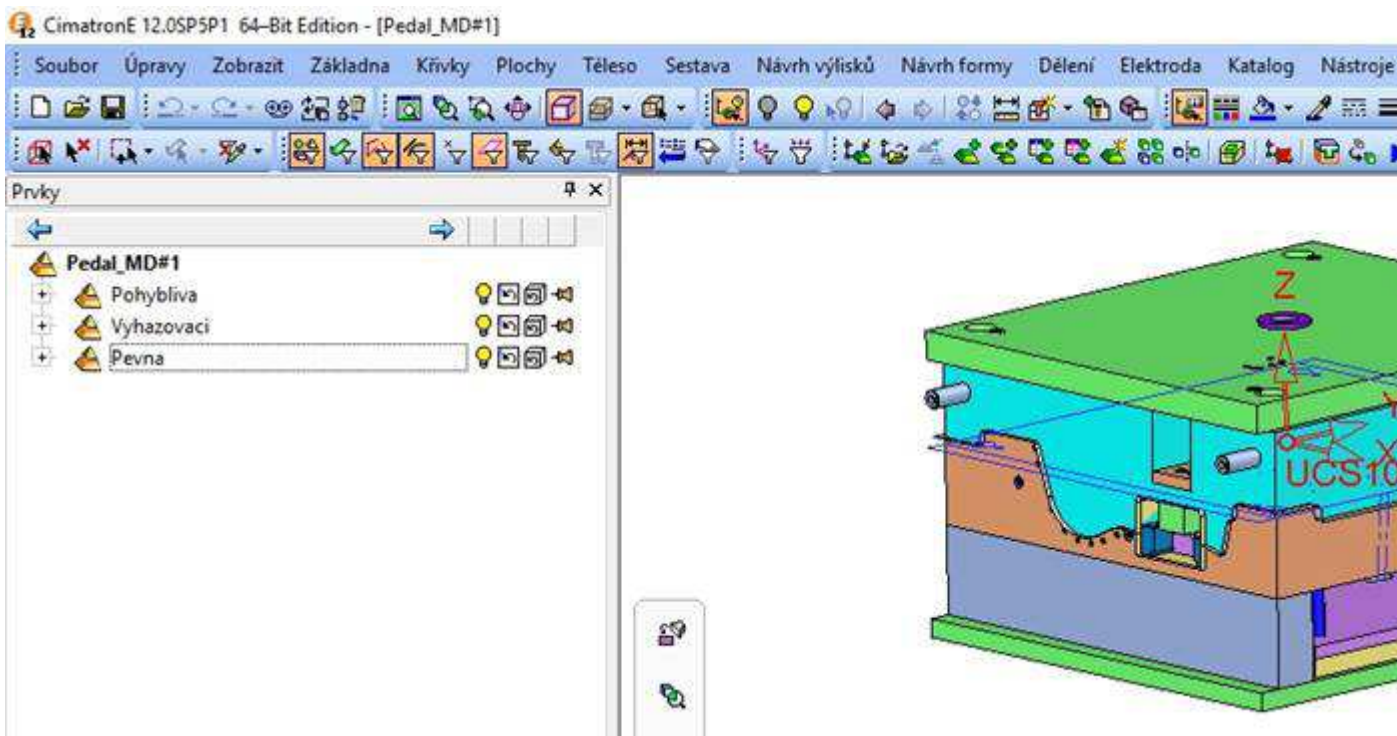 CimatronE 12.0SP5P1 64–Bit Edition - [Pedal_MD#1]
Soubor Úpravy Zobrazit Základna Křivky Plochy Těleso Sestava Návrh výlisků Návrh formy Dělení Elektroda Katalog Nástroje
Prvky
Pedal_MD#1
Pohybliva
Vyhazovaci
Pevna
Z
Y
X
UCS10